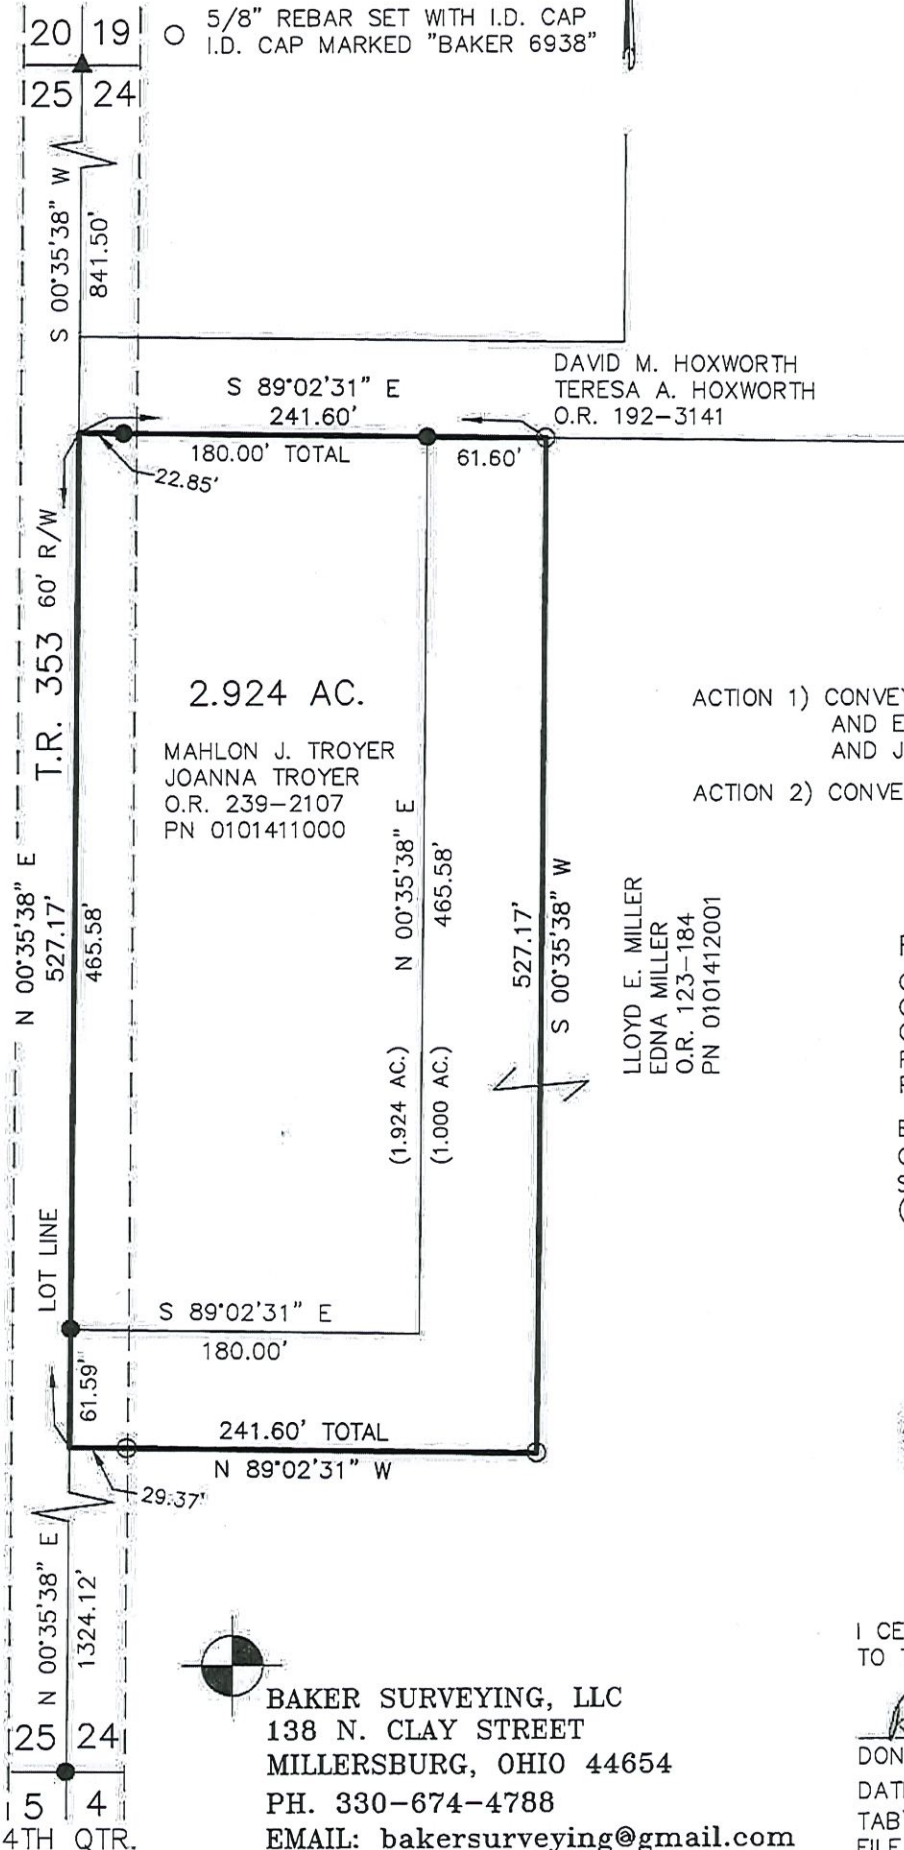 20 19
25 24
5/8" REBAR SET WITH I.D. CAP
I.D. CAP MARKED "BAKER 6938"
S 00°35'38" W
841.50'
S 89°02'31" E
241.60'
180.00' TOTAL
61.60'
22.85'
DAVID M. HOXWORTH
TERESA A. HOXWORTH
O.R. 192-3141
T.R. 353 60' R/W
2.924 AC.
MAHLON J. TROYER
JOANNA TROYER
O.R. 239-2107
PN 0101411000
ACTION 1) CONVEY
AND E
AND J
ACTION 2) CONVE
N 00°35'38" E
527.17'
465.58'
N 00°35'38" E
465.58'
(1.924 AC.)
(1.000 AC.)
527.17'
S 00°35'38" W
LLOYD E. MILLER
EDNA MILLER
O.R. 123-184
PN 0101412001
LOT LINE
S 89°02'31" E
180.00'
61.59'
241.60' TOTAL
N 89°02'31" W
29.37'
N 00°35'38" E
1324.12'
25 24
5 4
4TH QTR.
BAKER SURVEYING, LLC
138 N. CLAY STREET
MILLERSBURG, OHIO 44654
PH. 330-674-4788
EMAIL: bakersurveying@gmail.com
I CE
TO
DON
DAT
TAB
FILE